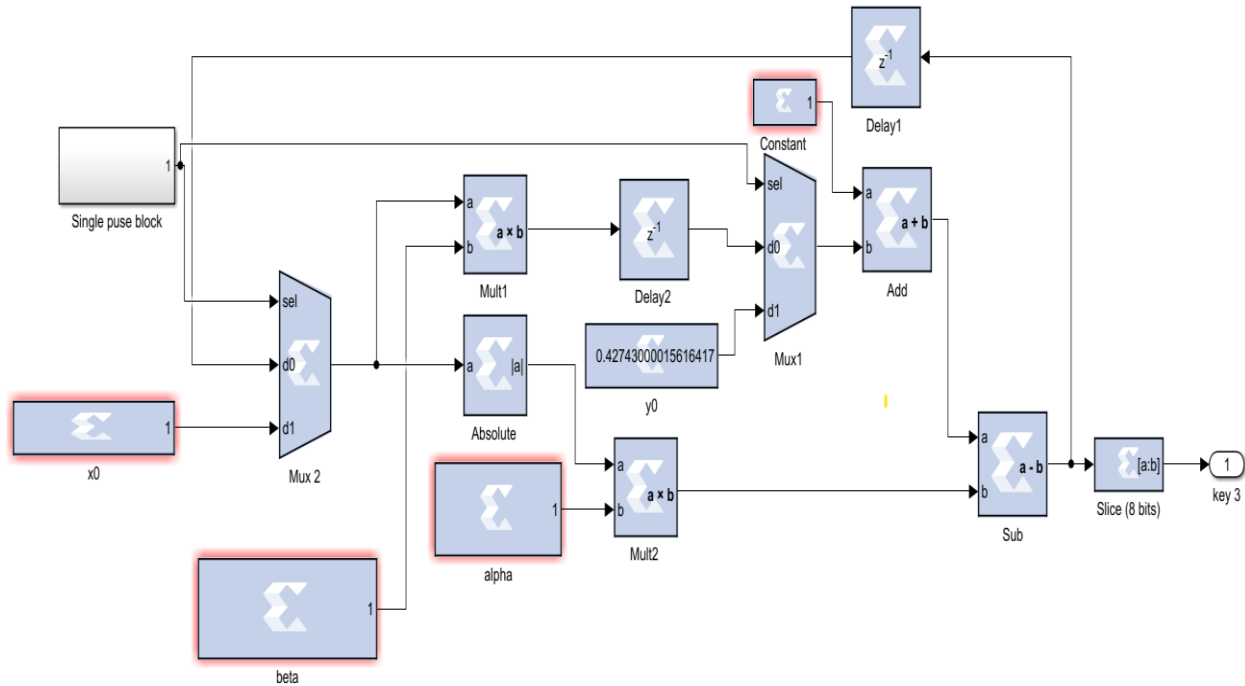 z-1
Delay1
1
Constant
1
Single puse block
sel
d0
d1
Mux 2
1
x0
a
b
a × b
Mult1
z-1
Delay2
sel
d0
d1
Mux1
a
b
a + b
Add
a
|a|
Absolute
0.42743000015616417
y0
1
alpha
a
b
a × b
Mult2
a
b
a - b
Sub
[a:b]
Slice (8 bits)
1
key 3
1
beta